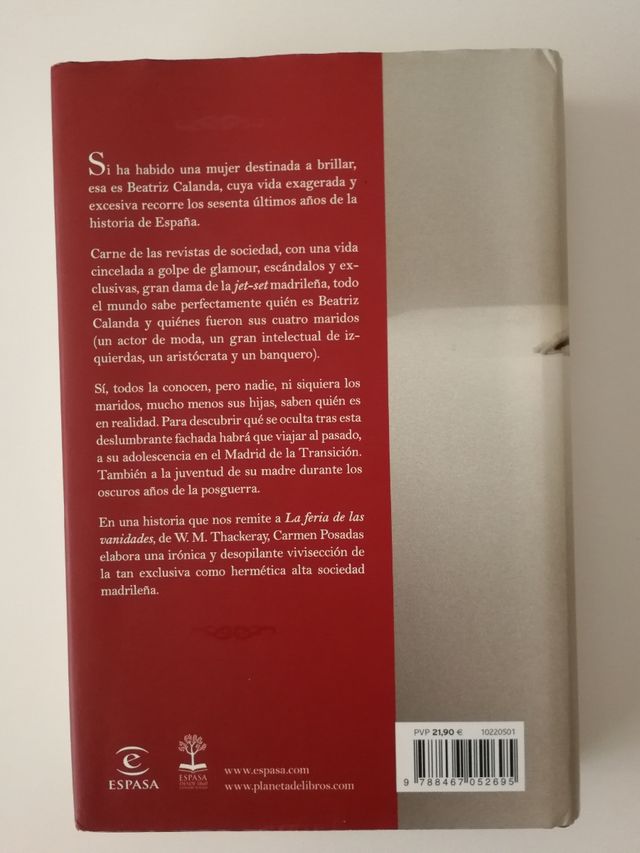 Si ha habido una mujer destinada a brillar,
esa es Beatriz Calanda, cuya vida exagerada y
excesiva recorre los sesenta últimos años de la
historia de España.
Carne de las revistas de sociedad, con una vida
cincelada a golpe de glamour, escándalos y ex-
clusivas, gran dama de la jet-set madrileña, todo
el mundo sabe perfectamente quién es Beatriz
Calanda y quiénes fueron sus cuatro maridos
(un actor de moda, un gran intelectual de iz-
quierdas, un aristócrata y un banquero).
Sí, todos la conocen, pero nadie, ni siquiera los
maridos, mucho menos sus hijas, saben quién es
en realidad. Para descubrir qué se oculta tras esta
deslumbrante fachada habrá que viajar al pasado,
a su adolescencia en el Madrid de la Transición.
También a la juventud de su madre durante los
oscuros años de la posguerra.
En una historia que nos remite a La feria de las
vanidades, de W. M. Thackeray, Carmen Posadas
elabora una irónica y desopilante vivisección de
la tan exclusiva como hermética alta sociedad
madrileña.
PVP 21,90 € 10220501
9 788467 052695
e
ESPASA
ESPASA
DESDE 1860
www.espasa.com
www.planetadelibros.com